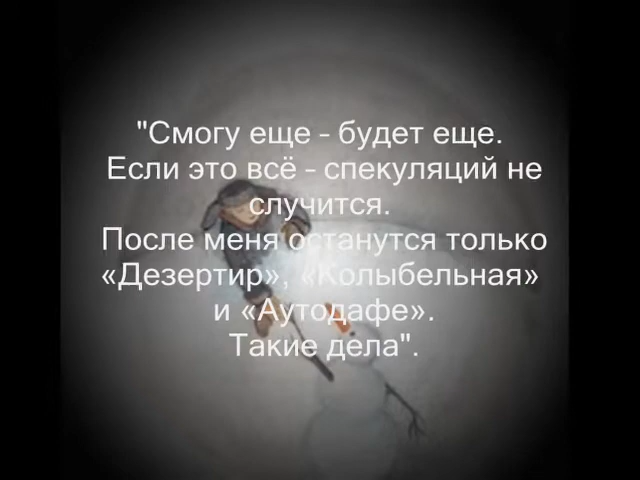 "Смогу еще - будет еще.
Если это всё - спекуляций не
случится.
После меня останутся только
«Дезертир», «Колыбельная»
и «Аутодафе».
Такие дела".